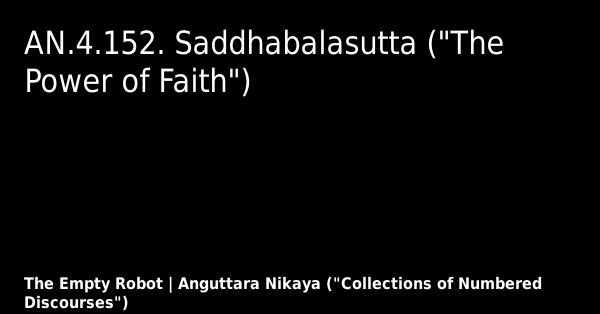 AN.4.152. Saddhabalasutta ("The
Power of Faith")
The Empty Robot | Anguttara Nikaya ("Collections of Numbered
Discourses")